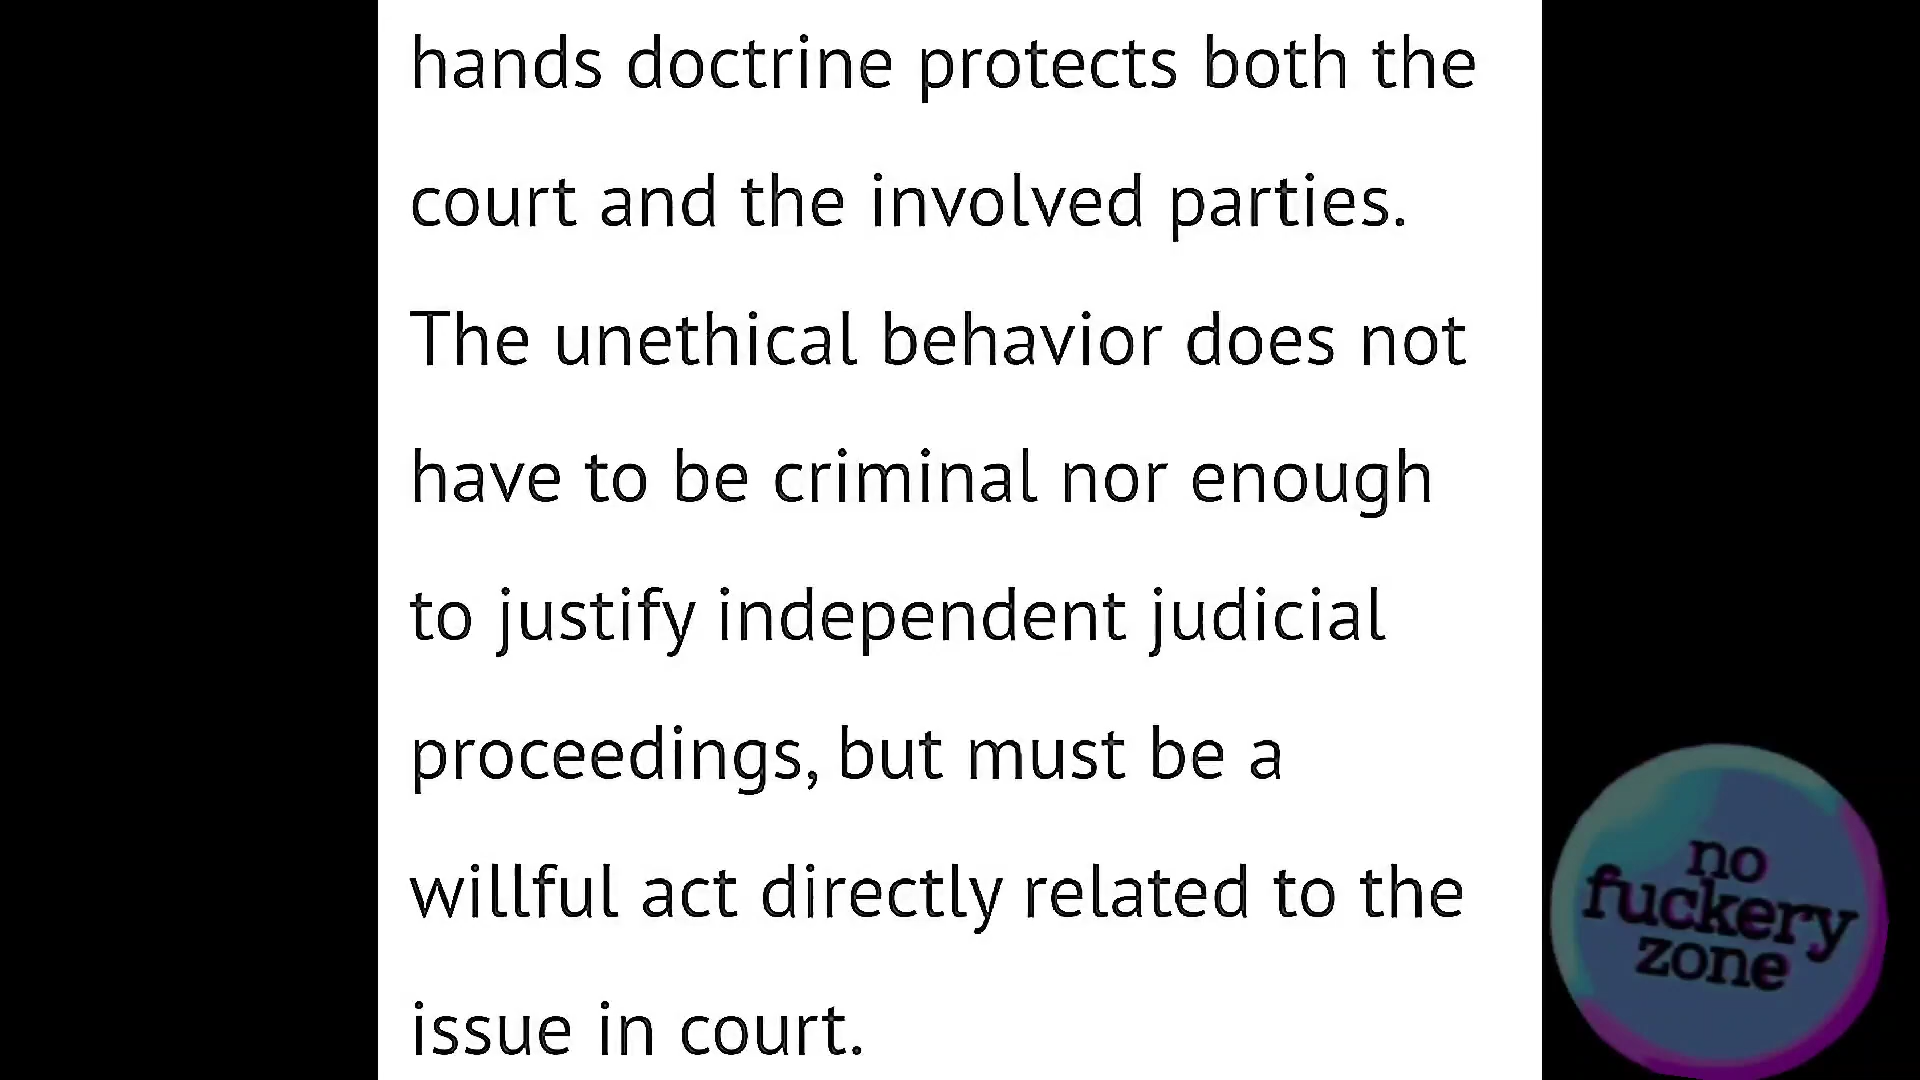 hands doctrine protects both the
court and the involved parties.
The unethical behavior does not
have to be criminal nor enough
to justify independent judicial
proceedings, but must be a
willful act directly related to the
issue in court.
no
fuckery
zone